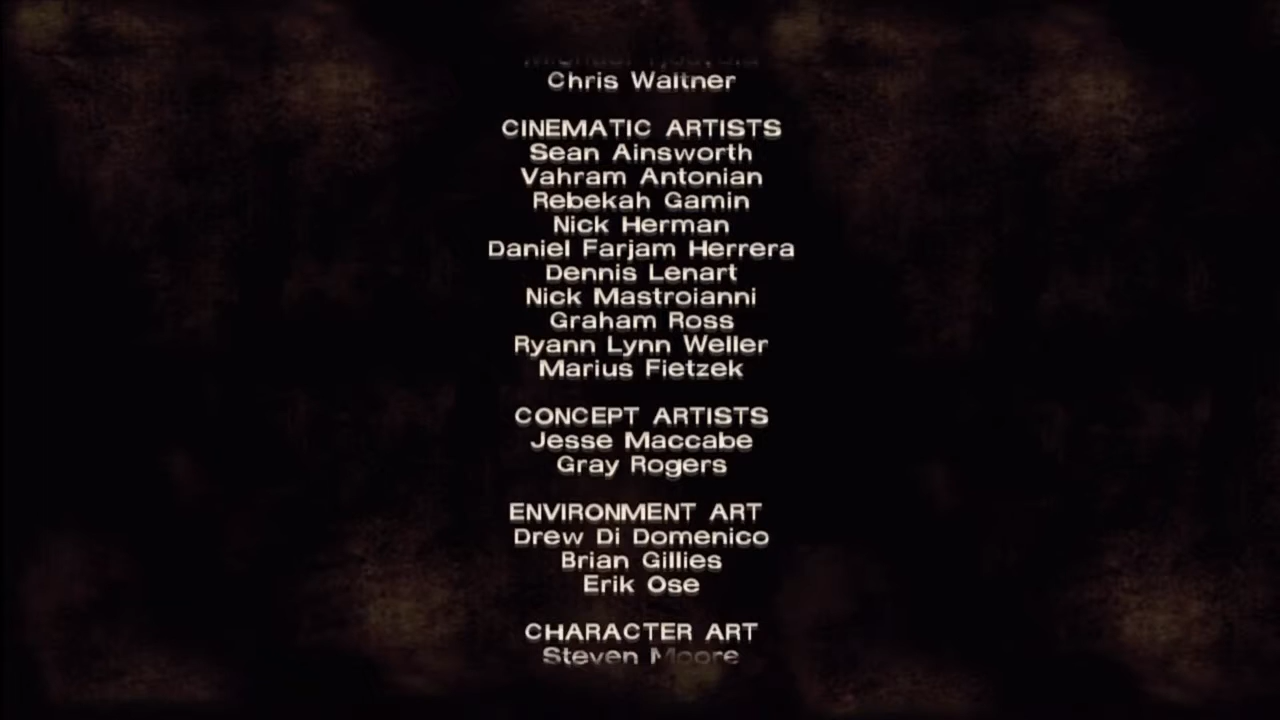 Chris Waltner
CINEMATIC ARTISTS
Sean Ainsworth
Vahram Antonian
Rebekah Gamin
Nick Herman
Daniel Farjam Herrera
Dennis Lenart
Nick Mastroianni
Graham Ross
Ryann Lynn Weller
Marius Fietzek
CONCEPT ARTISTS
Jesse Maccabe
Gray Rogers
ENVIRONMENT ART
Drew Di Domenico
Brian Gillies
Erik Ose
CHARACTER ART
Steven Moore